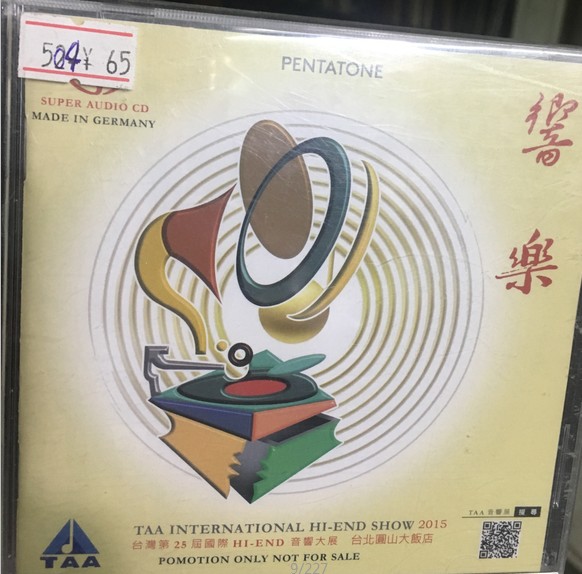 504¥ 65
PENTATONE
SUPER AUDIO CD
MADE IN GERMANY
響
樂
TAA INTERNATIONAL HI-END SHOW 2015
台灣第25屆國際 HI-END 音響大展 台北圓山大飯店
POMOTION ONLY NOT FOR SALE
TAA
TAA 音響展 搜尋
9/227